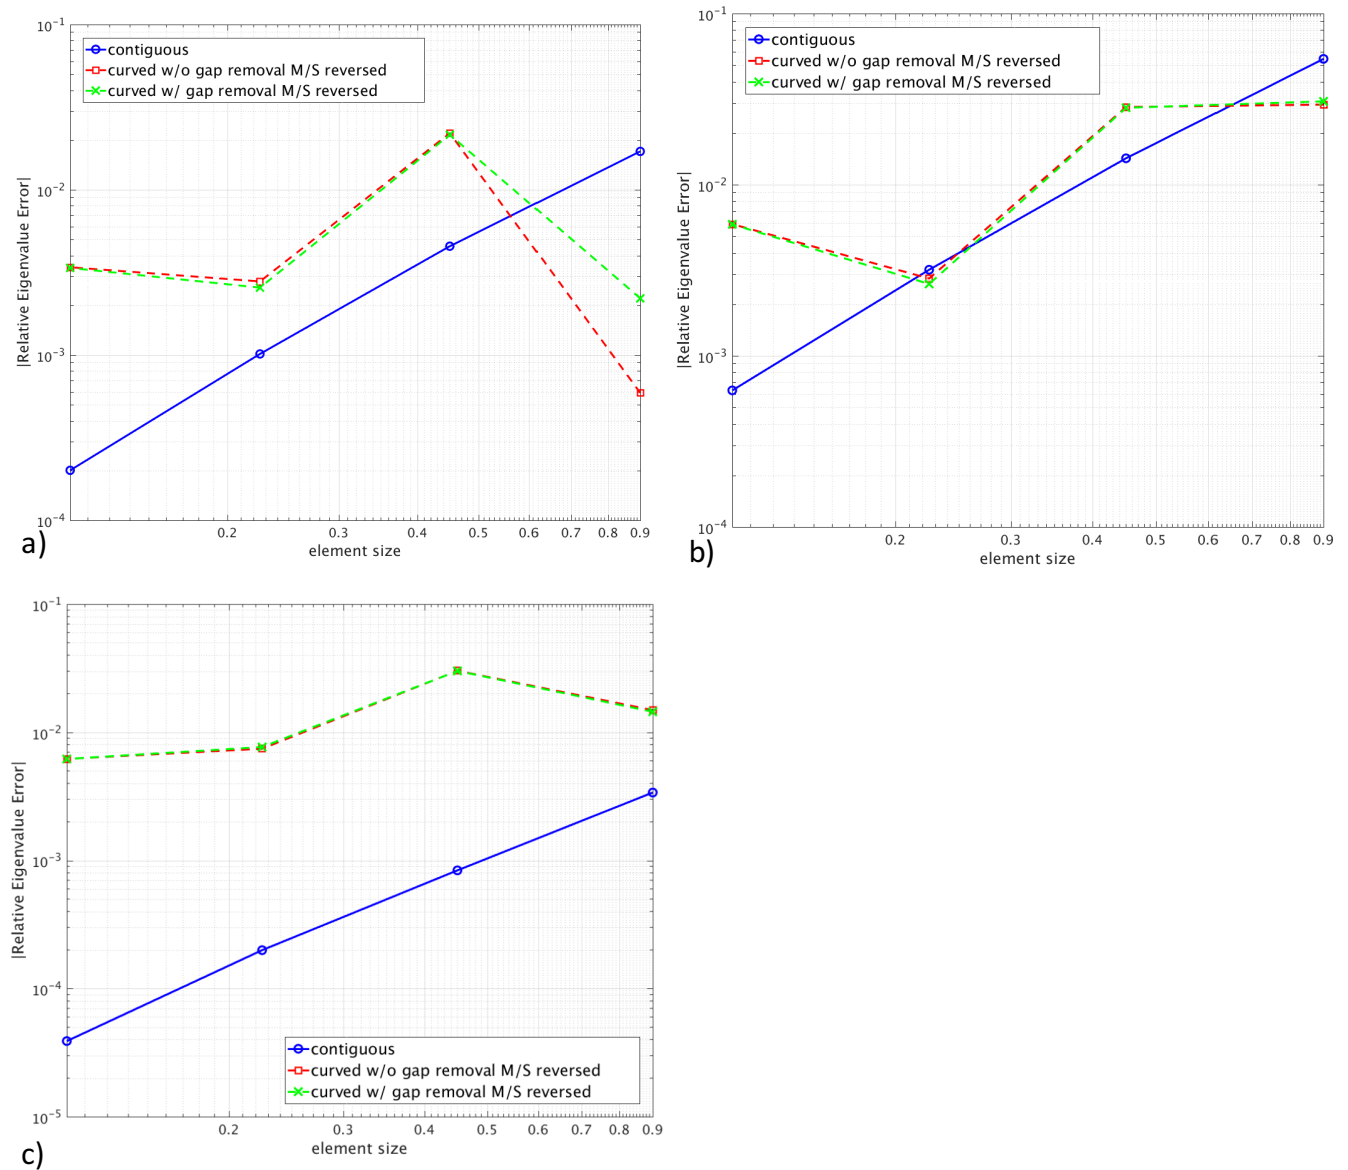 10⁻¹
contiguous
curved w/o gap removal M/S reversed
curved w/ gap removal M/S reversed
10⁻²
|Relative Eigenvalue Error|
10⁻³
10⁻⁴
0.2 0.3 0.4 0.5 0.6 0.7 0.8 0.9
element size
a)
10⁻¹
contiguous
curved w/o gap removal M/S reversed
curved w/ gap removal M/S reversed
10⁻²
|Relative Eigenvalue Error|
10⁻³
10⁻⁴
0.2 0.3 0.4 0.5 0.6 0.7 0.8 0.9
element size
b)
10⁻¹
10⁻²
|Relative Eigenvalue Error|
10⁻³
10⁻⁴
contiguous
curved w/o gap removal M/S reversed
curved w/ gap removal M/S reversed
10⁻⁵
0.2 0.3 0.4 0.5 0.6 0.7 0.8 0.9
element size
c)